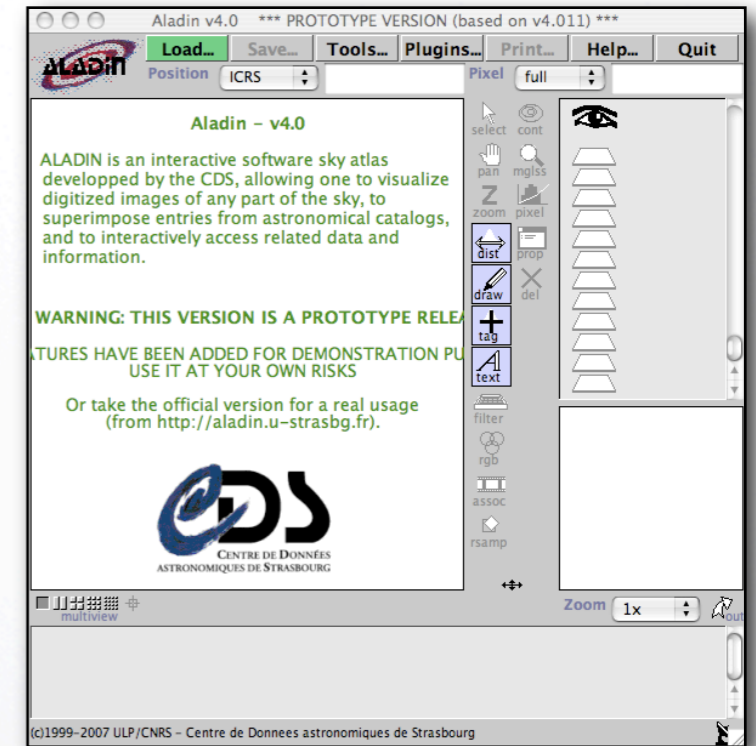 Aladin v4.0 *** PROTOTYPE VERSION (based on v4.011) ***
ALADIN
Load... Save... Tools... Plugins... Print... Help... Quit
Position ICRS Pixel full
Aladin – v4.0
ALADIN is an interactive software sky atlas
developped by the CDS, allowing one to visualize
digitized images of any part of the sky, to
superimpose entries from astronomical catalogs,
and to interactively access related data and
information.
WARNING: THIS VERSION IS A PROTOTYPE RELEA
ATURES HAVE BEEN ADDED FOR DEMONSTRATION PU
USE IT AT YOUR OWN RISKS
Or take the official version for a real usage
(from http://aladin.u-strasbg.fr).
CDS
CENTRE DE DONNÉES
ASTRONOMIQUES DE STRASBOURG
select cont
pan mglss
Z
zoom pixel
dist prop
draw del
tag
A
text
filter
rgb
assoc
rsamp
multiview
Zoom 1x out
(c)1999-2007 ULP/CNRS - Centre de Donnees astronomiques de Strasbourg